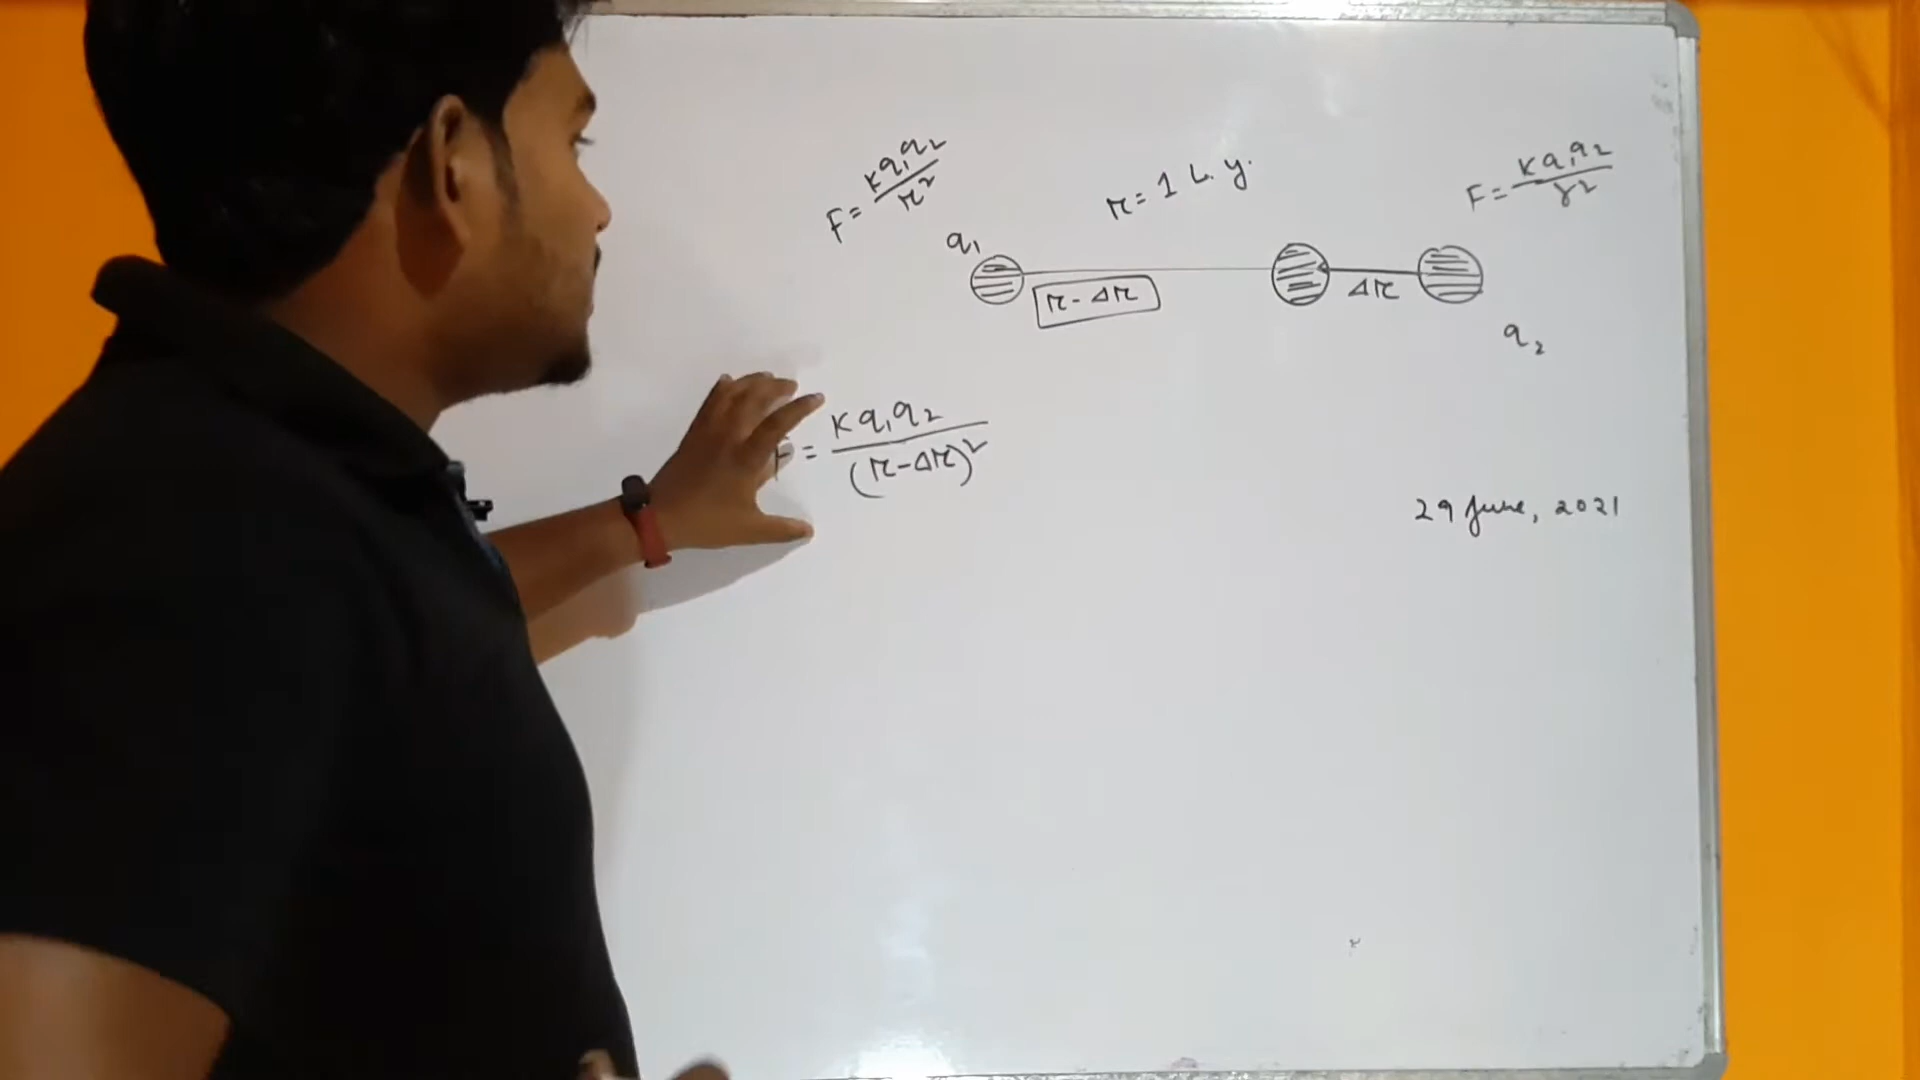 F = Kq₁q₂/r²
r = 1 L.y.
F = Kq₁q₂/r²
q₁
r - Δr
Δr
q₂
F = Kq₁q₂/(r-Δr)²
29 June, 2021